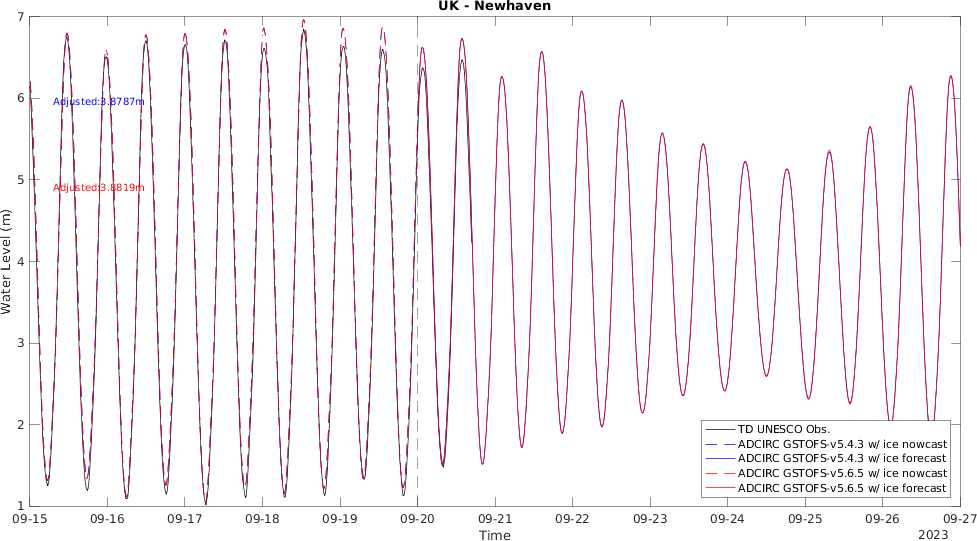 UK - Newhaven
7
6
5
4
3
2
1
Water Level (m)
Adjusted:3.8787m
Adjusted:3.8819m
TD UNESCO Obs.
ADCIRC GSTOFS-v5.4.3 w/ ice nowcast
ADCIRC GSTOFS-v5.4.3 w/ ice forecast
ADCIRC GSTOFS-v5.6.5 w/ ice nowcast
ADCIRC GSTOFS-v5.6.5 w/ ice forecast
09-15 09-16 09-17 09-18 09-19 09-20 09-21 09-22 09-23 09-24 09-25 09-26 09-27
Time
2023